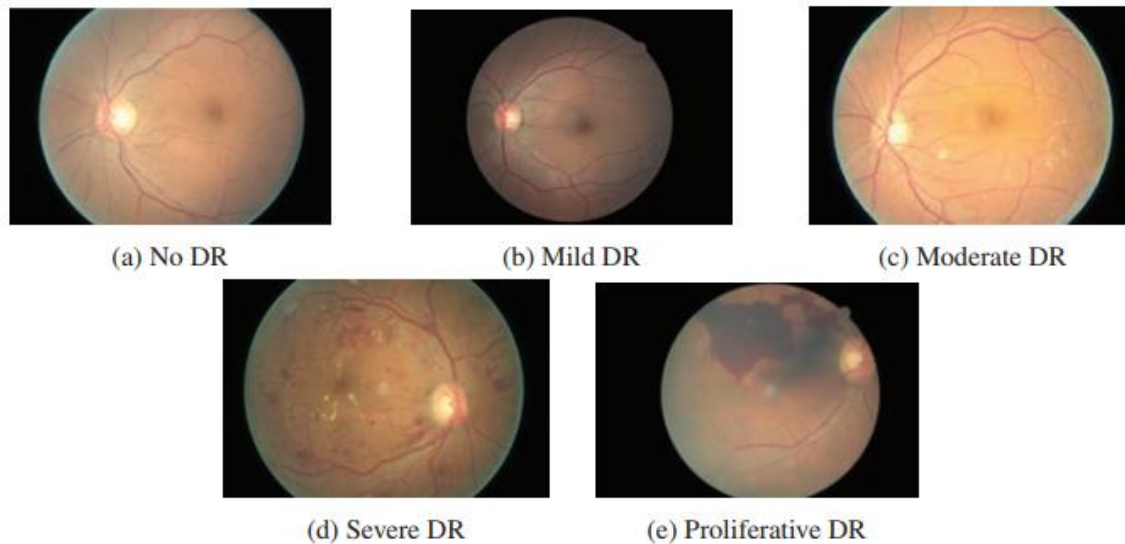 (a) No DR
(b) Mild DR
(c) Moderate DR
(d) Severe DR
(e) Proliferative DR